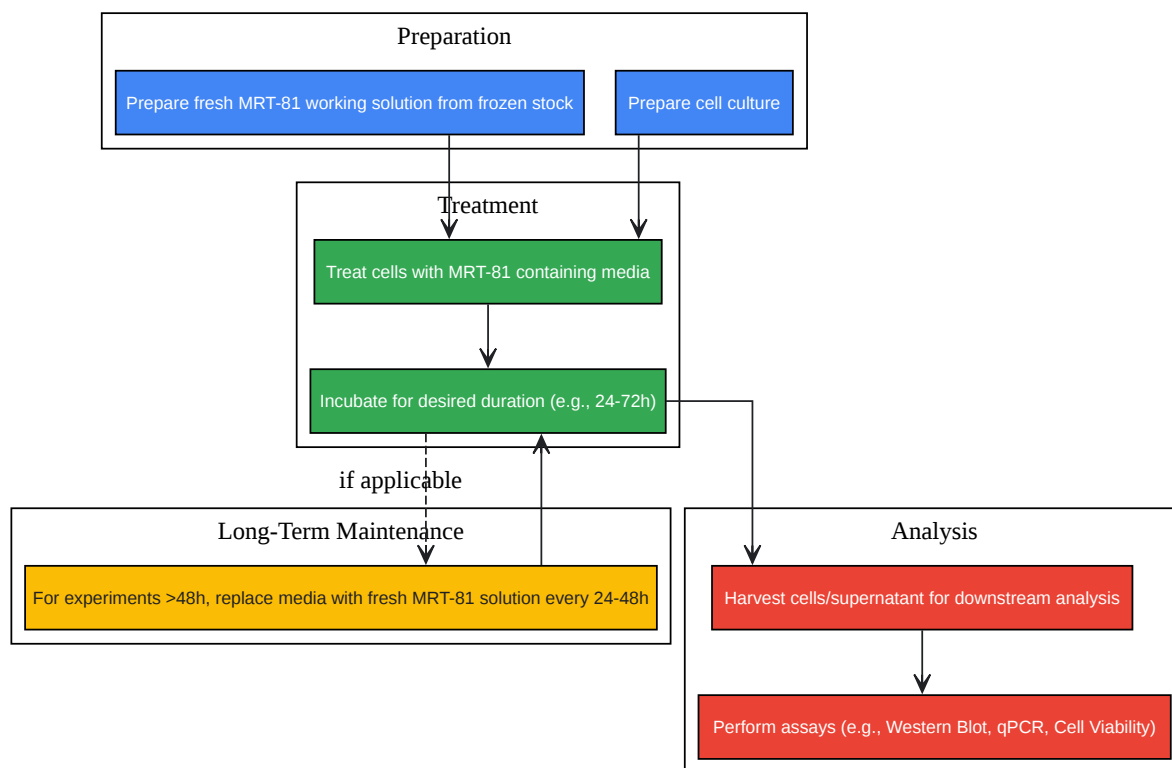 Preparation
Prepare fresh MRT-81 working solution from frozen stock
Prepare cell culture
Treatment
Treat cells with MRT-81 containing media
Incubate for desired duration (e.g., 24-72h)
if applicable
Long-Term Maintenance
For experiments >48h, replace media with fresh MRT-81 solution every 24-48h
Analysis
Harvest cells/supernatant for downstream analysis
Perform assays (e.g., Western Blot, qPCR, Cell Viability)